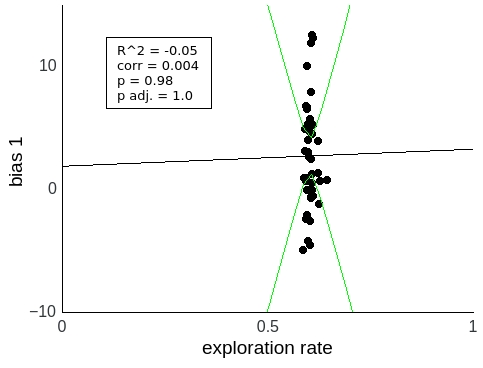 R^2 = -0.05
corr = 0.004
p = 0.98
p adj. = 1.0
10
0
−10
bias 1
0
0.5
1
exploration rate